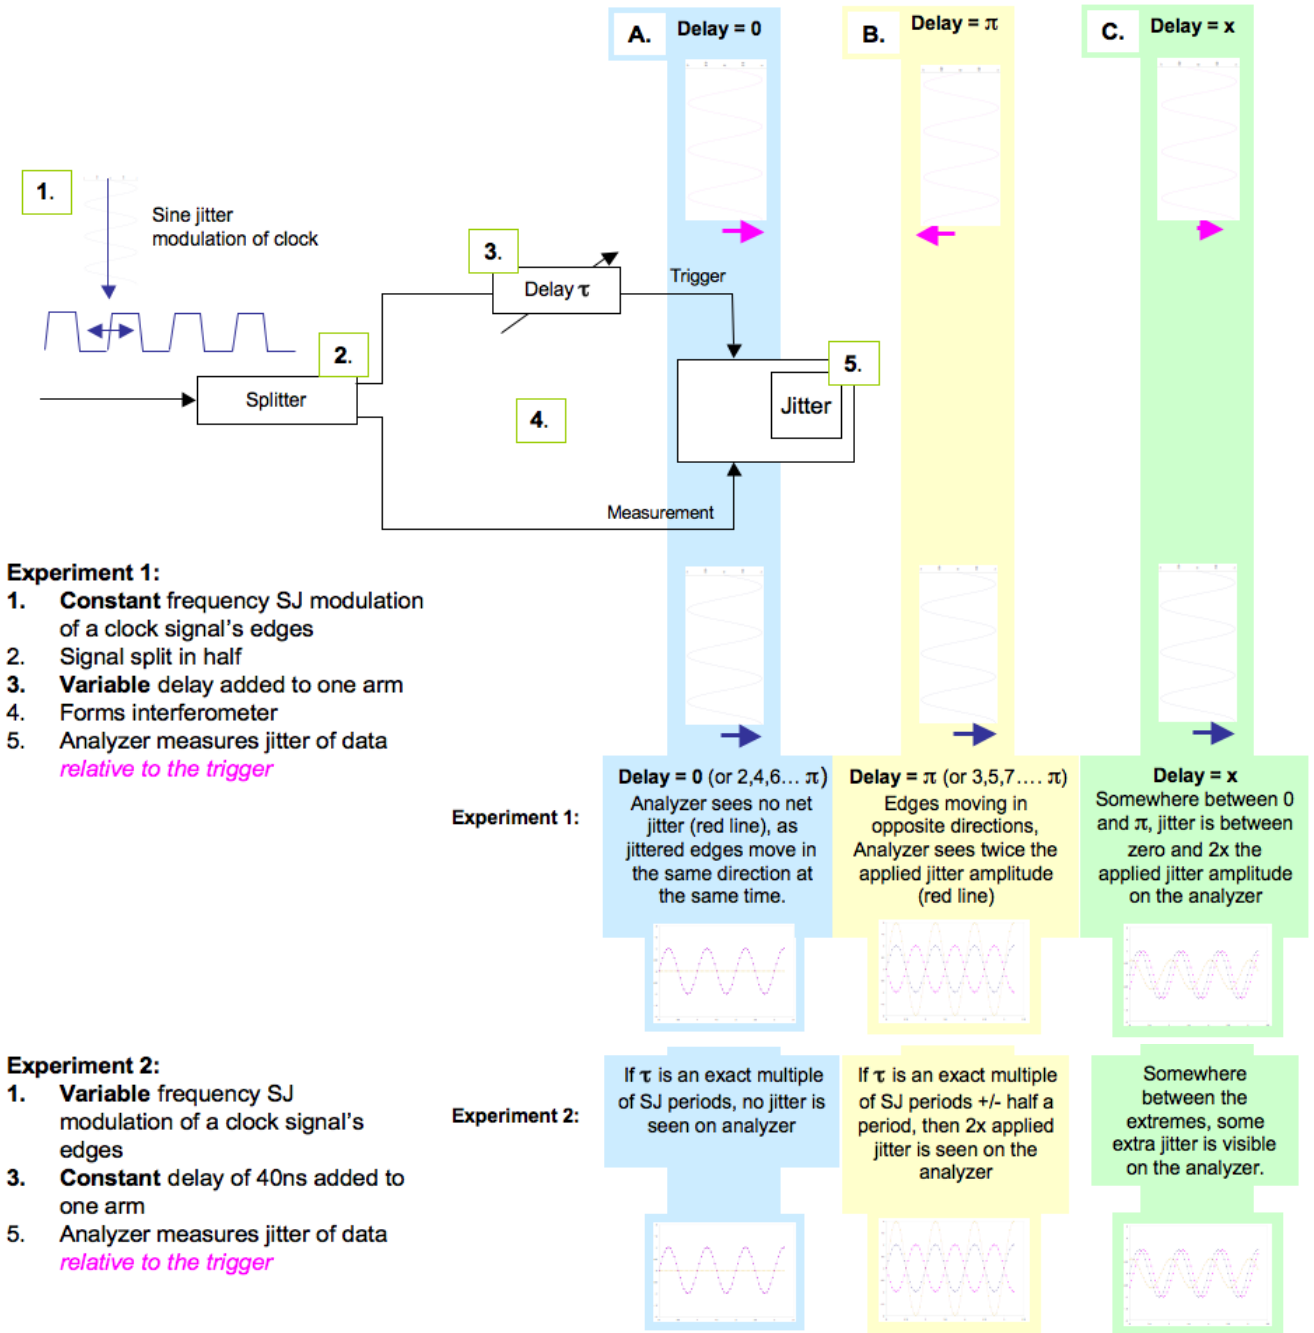 A.
Delay = 0
B.
Delay = π
C.
Delay = x
1.
Sine jitter
modulation of clock
3.
Delay τ
Trigger
2.
Splitter
4.
5.
Jitter
Measurement
Experiment 1:
1. Constant frequency SJ modulation
of a clock signal's edges
2. Signal split in half
3. Variable delay added to one arm
4. Forms interferometer
5. Analyzer measures jitter of data
relative to the trigger
Experiment 1:
Delay = 0 (or 2,4,6... π)
Analyzer sees no net
jitter (red line), as
jittered edges move in
the same direction at
the same time.
Delay = π (or 3,5,7.... π)
Edges moving in
opposite directions,
Analyzer sees twice the
applied jitter amplitude
(red line)
Delay = x
Somewhere between 0
and π, jitter is between
zero and 2x the
applied jitter amplitude
on the analyzer
Experiment 2:
1. Variable frequency SJ
modulation of a clock signal's
edges
3. Constant delay of 40ns added to
one arm
5. Analyzer measures jitter of data
relative to the trigger
Experiment 2:
If τ is an exact multiple
of SJ periods, no jitter is
seen on analyzer
If τ is an exact multiple
of SJ periods +/- half a
period, then 2x applied
jitter is seen on the
analyzer
Somewhere
between the
extremes, some
extra jitter is visible
on the analyzer.